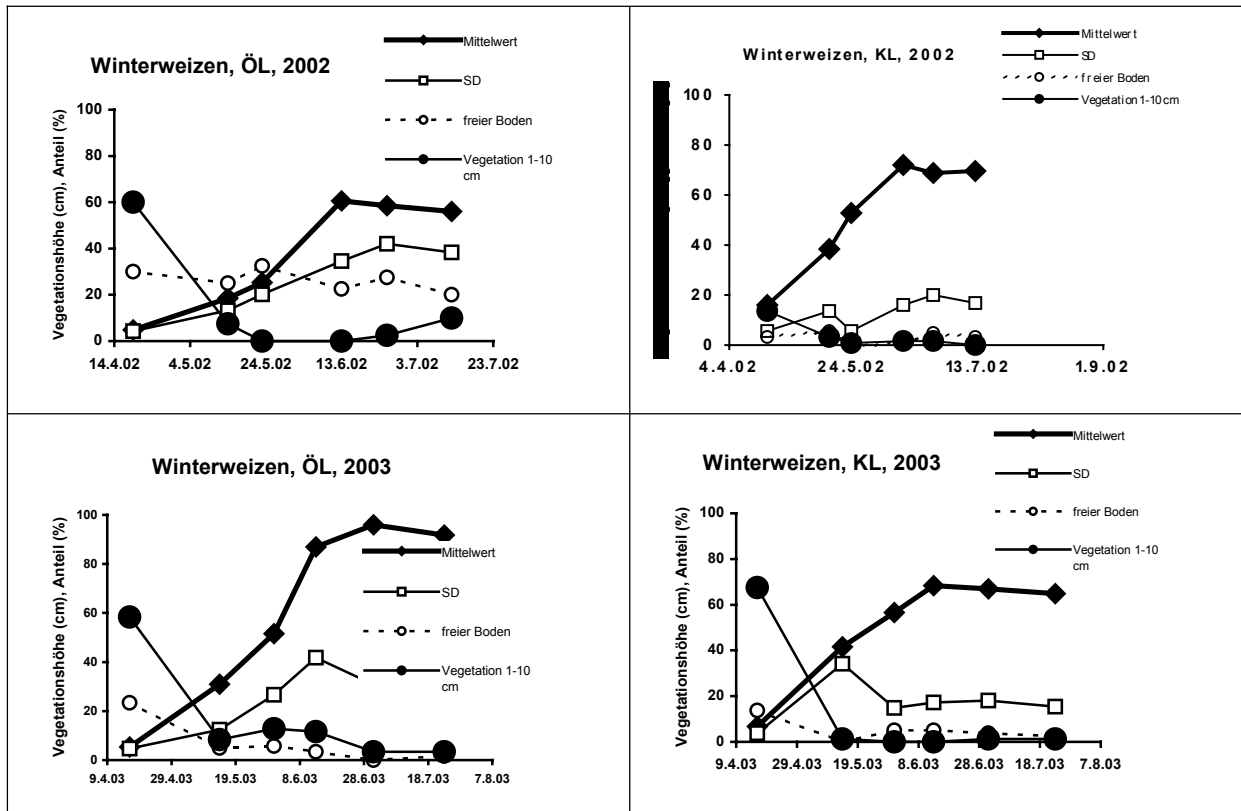 Winterweizen, ÖL, 2002
Mittelwert
SD
freier Boden
Vegetation 1-10
cm
Vegetationshöhe (cm), Anteil (%)
100
80
60
40
20
0
14.4.02 4.5.02 24.5.02 13.6.02 3.7.02 23.7.02
Winterweizen, KL, 2002
Mittelwert
SD
freier Boden
Vegetation 1-10 cm
100
80
60
40
20
0
4.4.02 24.5.02 13.7.02 1.9.02
Winterweizen, ÖL, 2003
Mittelwert
SD
freier Boden
Vegetation 1-10
cm
Vegetationshöhe (cm), Anteil (%)
100
80
60
40
20
0
9.4.03 29.4.03 19.5.03 8.6.03 28.6.03 18.7.03 7.8.03
Winterweizen, KL, 2003
Mittelwert
SD
freier Boden
Vegetation 1-10
cm
Vegetationshöhe (cm), Anteil (%)
100
80
60
40
20
0
9.4.03 29.4.03 19.5.03 8.6.03 28.6.03 18.7.03 7.8.03